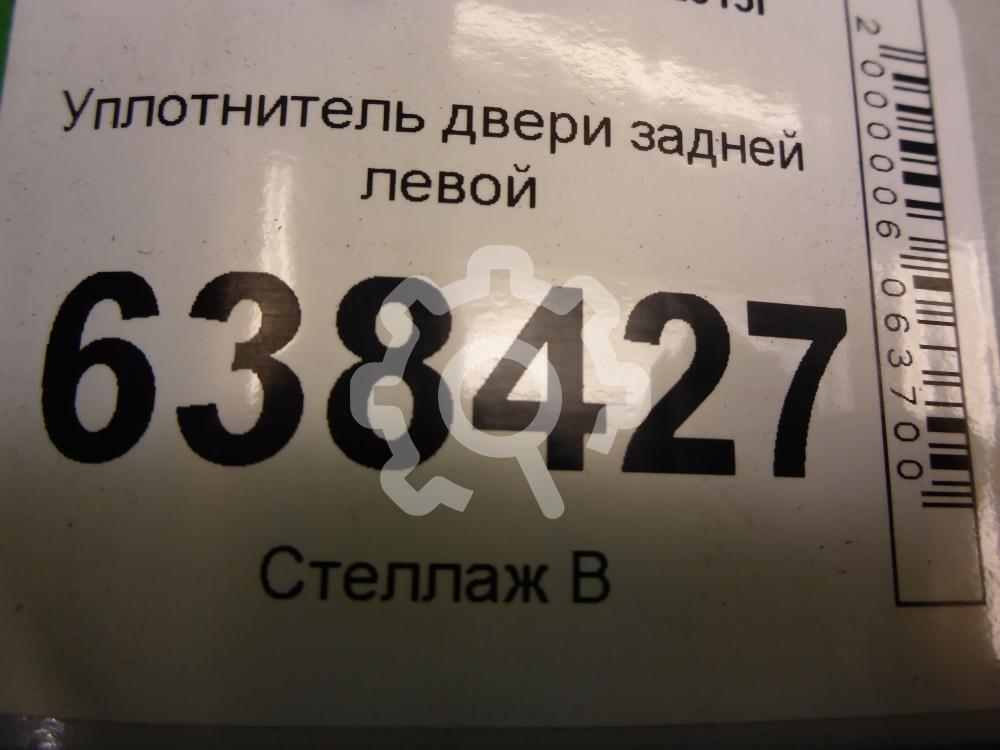 Уплотнитель двери задней
левой
638427
Стеллаж В
2000006063700